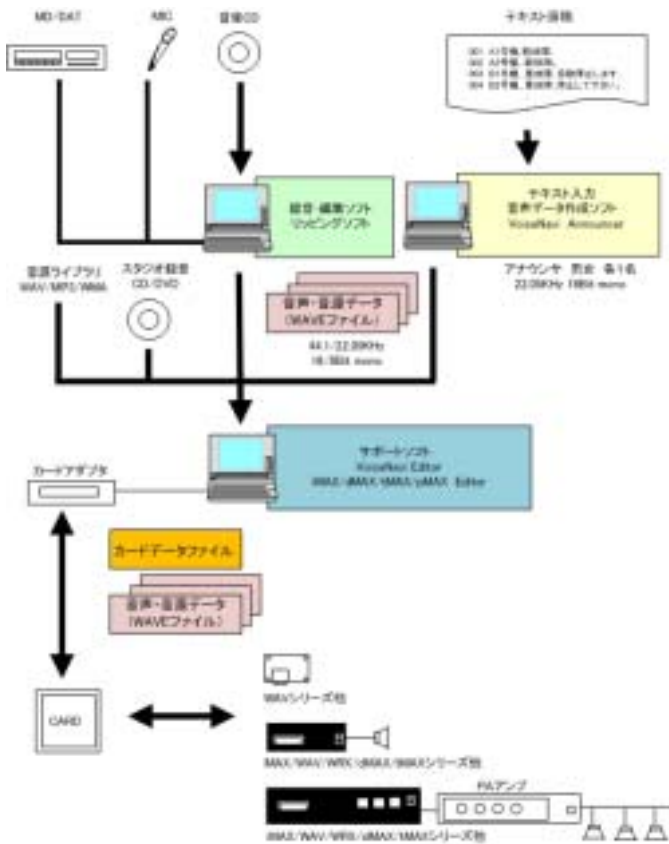 MD/DAT
MIC
音楽CD
テキスト原稿
録音・編集ソフト
リッピングソフト
テキスト入力
音声データ作成ソフト
VoiceNavi Announcer
アナウンサ 男女 各1名
22.05KHz 16Bit mono
音源ライブラリ
WAV/MP3/WMA
スタジオ録音
CD/DVD
音声・音源データ
(WAVEファイル)
44.1/22.05KHz
16/8Bit mono
サポートソフト
VoiceNavi Editor
カードアダプタ
カードデータファイル
音声・音源データ
(WAVEファイル)
CARD
WAVシリーズ他
PAアンプ